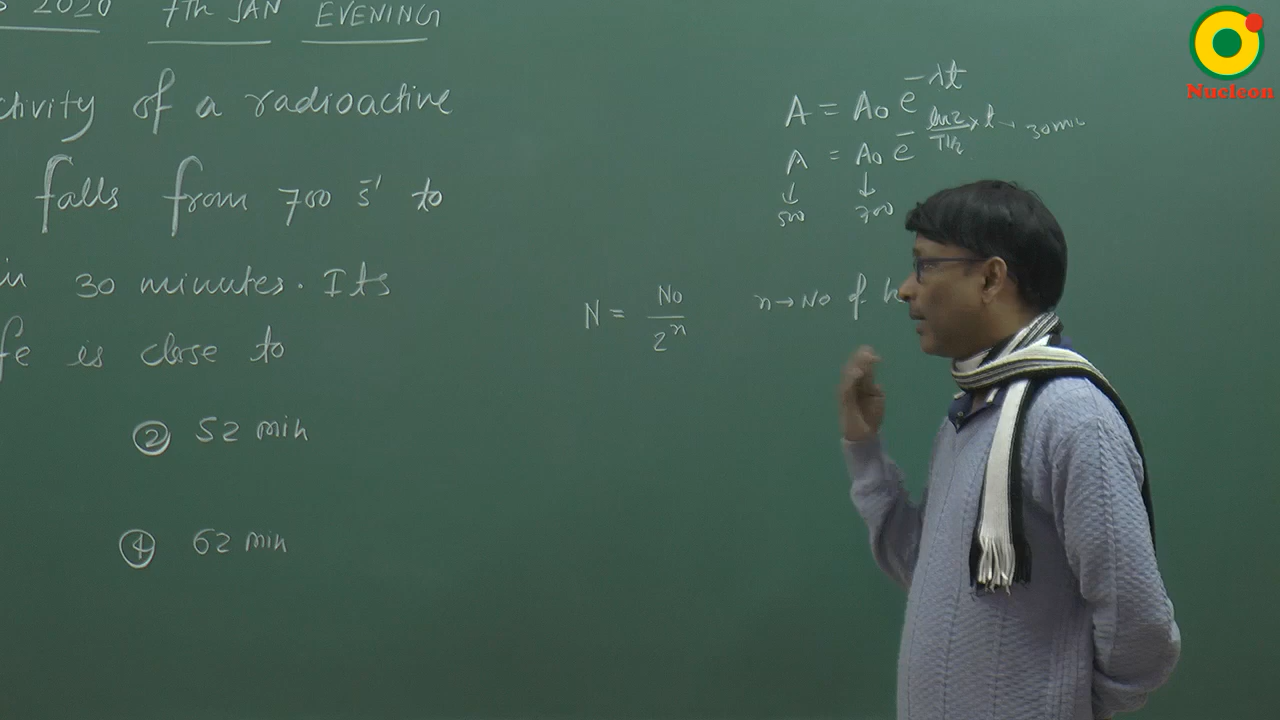 2020 7TH JAN EVENING
ctivity of a radioactive
falls from 700 s⁻¹ to
in 30 minutes. Its
fe is close to
② 52 min
④ 62 min
N = N₀/2ⁿ
n → No of
A = A₀ e^(-λt)
A = A₀ e^(-(ln2/T1/2) × t) → 30 min
↓ ↓
500 700
Nucleon